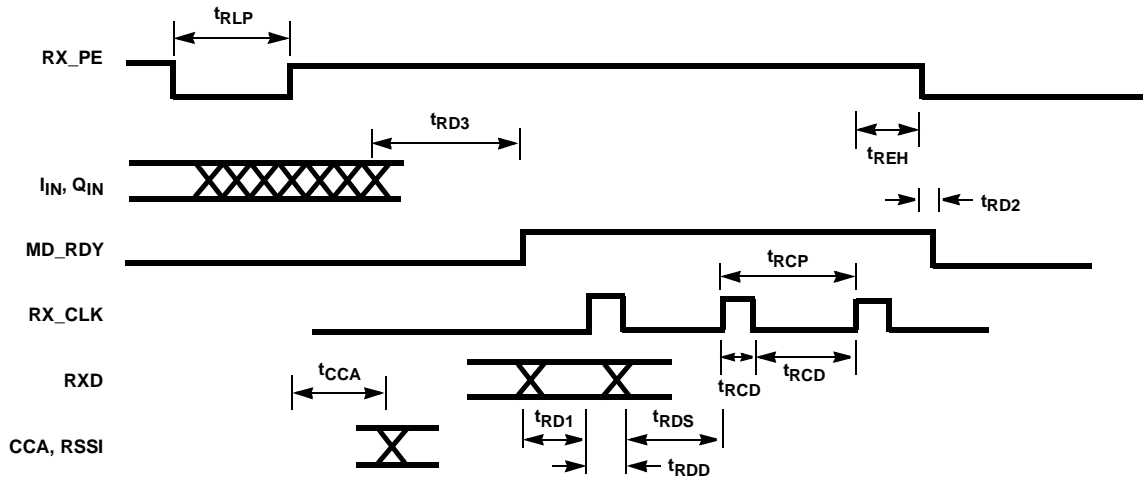 tRLP
RX_PE
tRD3
tREH
IIN, QIN
tRD2
MD_RDY
tRCP
RX_CLK
RXD
tCCA
tRCD
tRCD
tRD1
tRDS
CCA, RSSI
tRDD